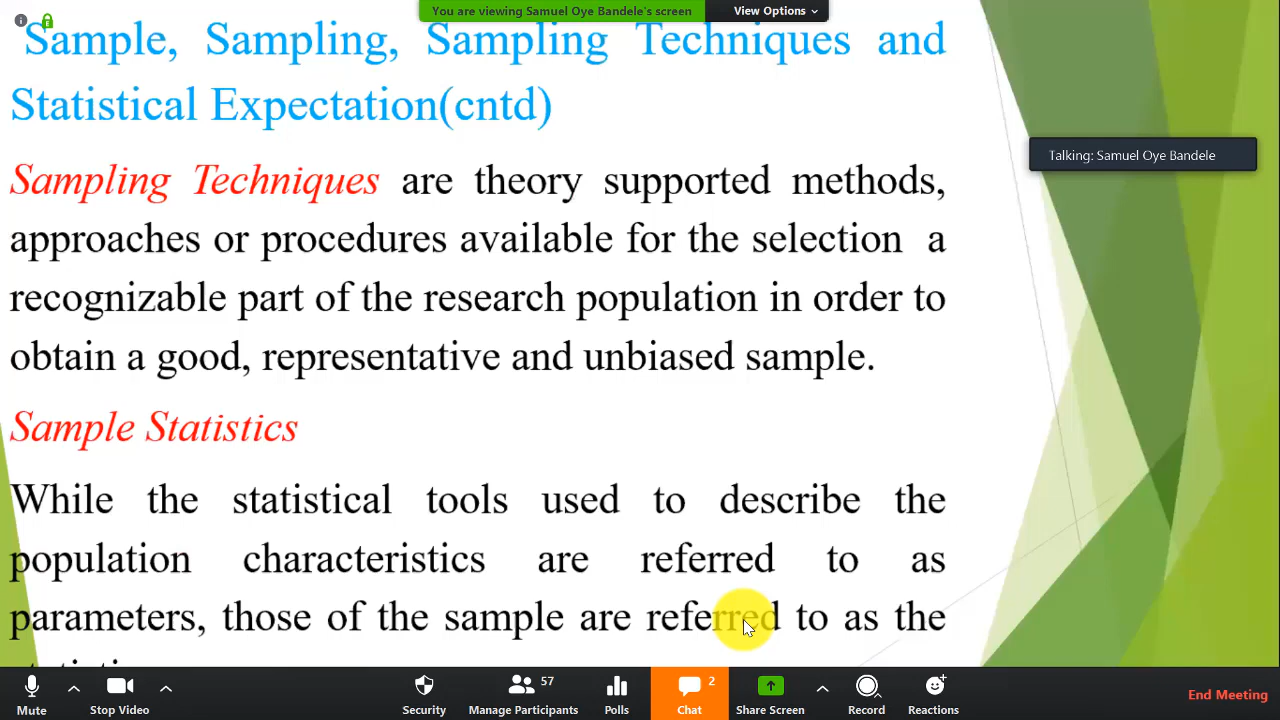 You are viewing Samuel Oye Bandele's screen
View Options
Sample, Sampling, Sampling Techniques and
Statistical Expectation(cntd)
Talking: Samuel Oye Bandele
Sampling Techniques are theory supported methods,
approaches or procedures available for the selection a
recognizable part of the research population in order to
obtain a good, representative and unbiased sample.
Sample Statistics
While the statistical tools used to describe the
population characteristics are referred to as
parameters, those of the sample are referred to as the
Mute
Stop Video
Security
57
Manage Participants
Polls
2
Chat
Share Screen
Record
Reactions
End Meeting